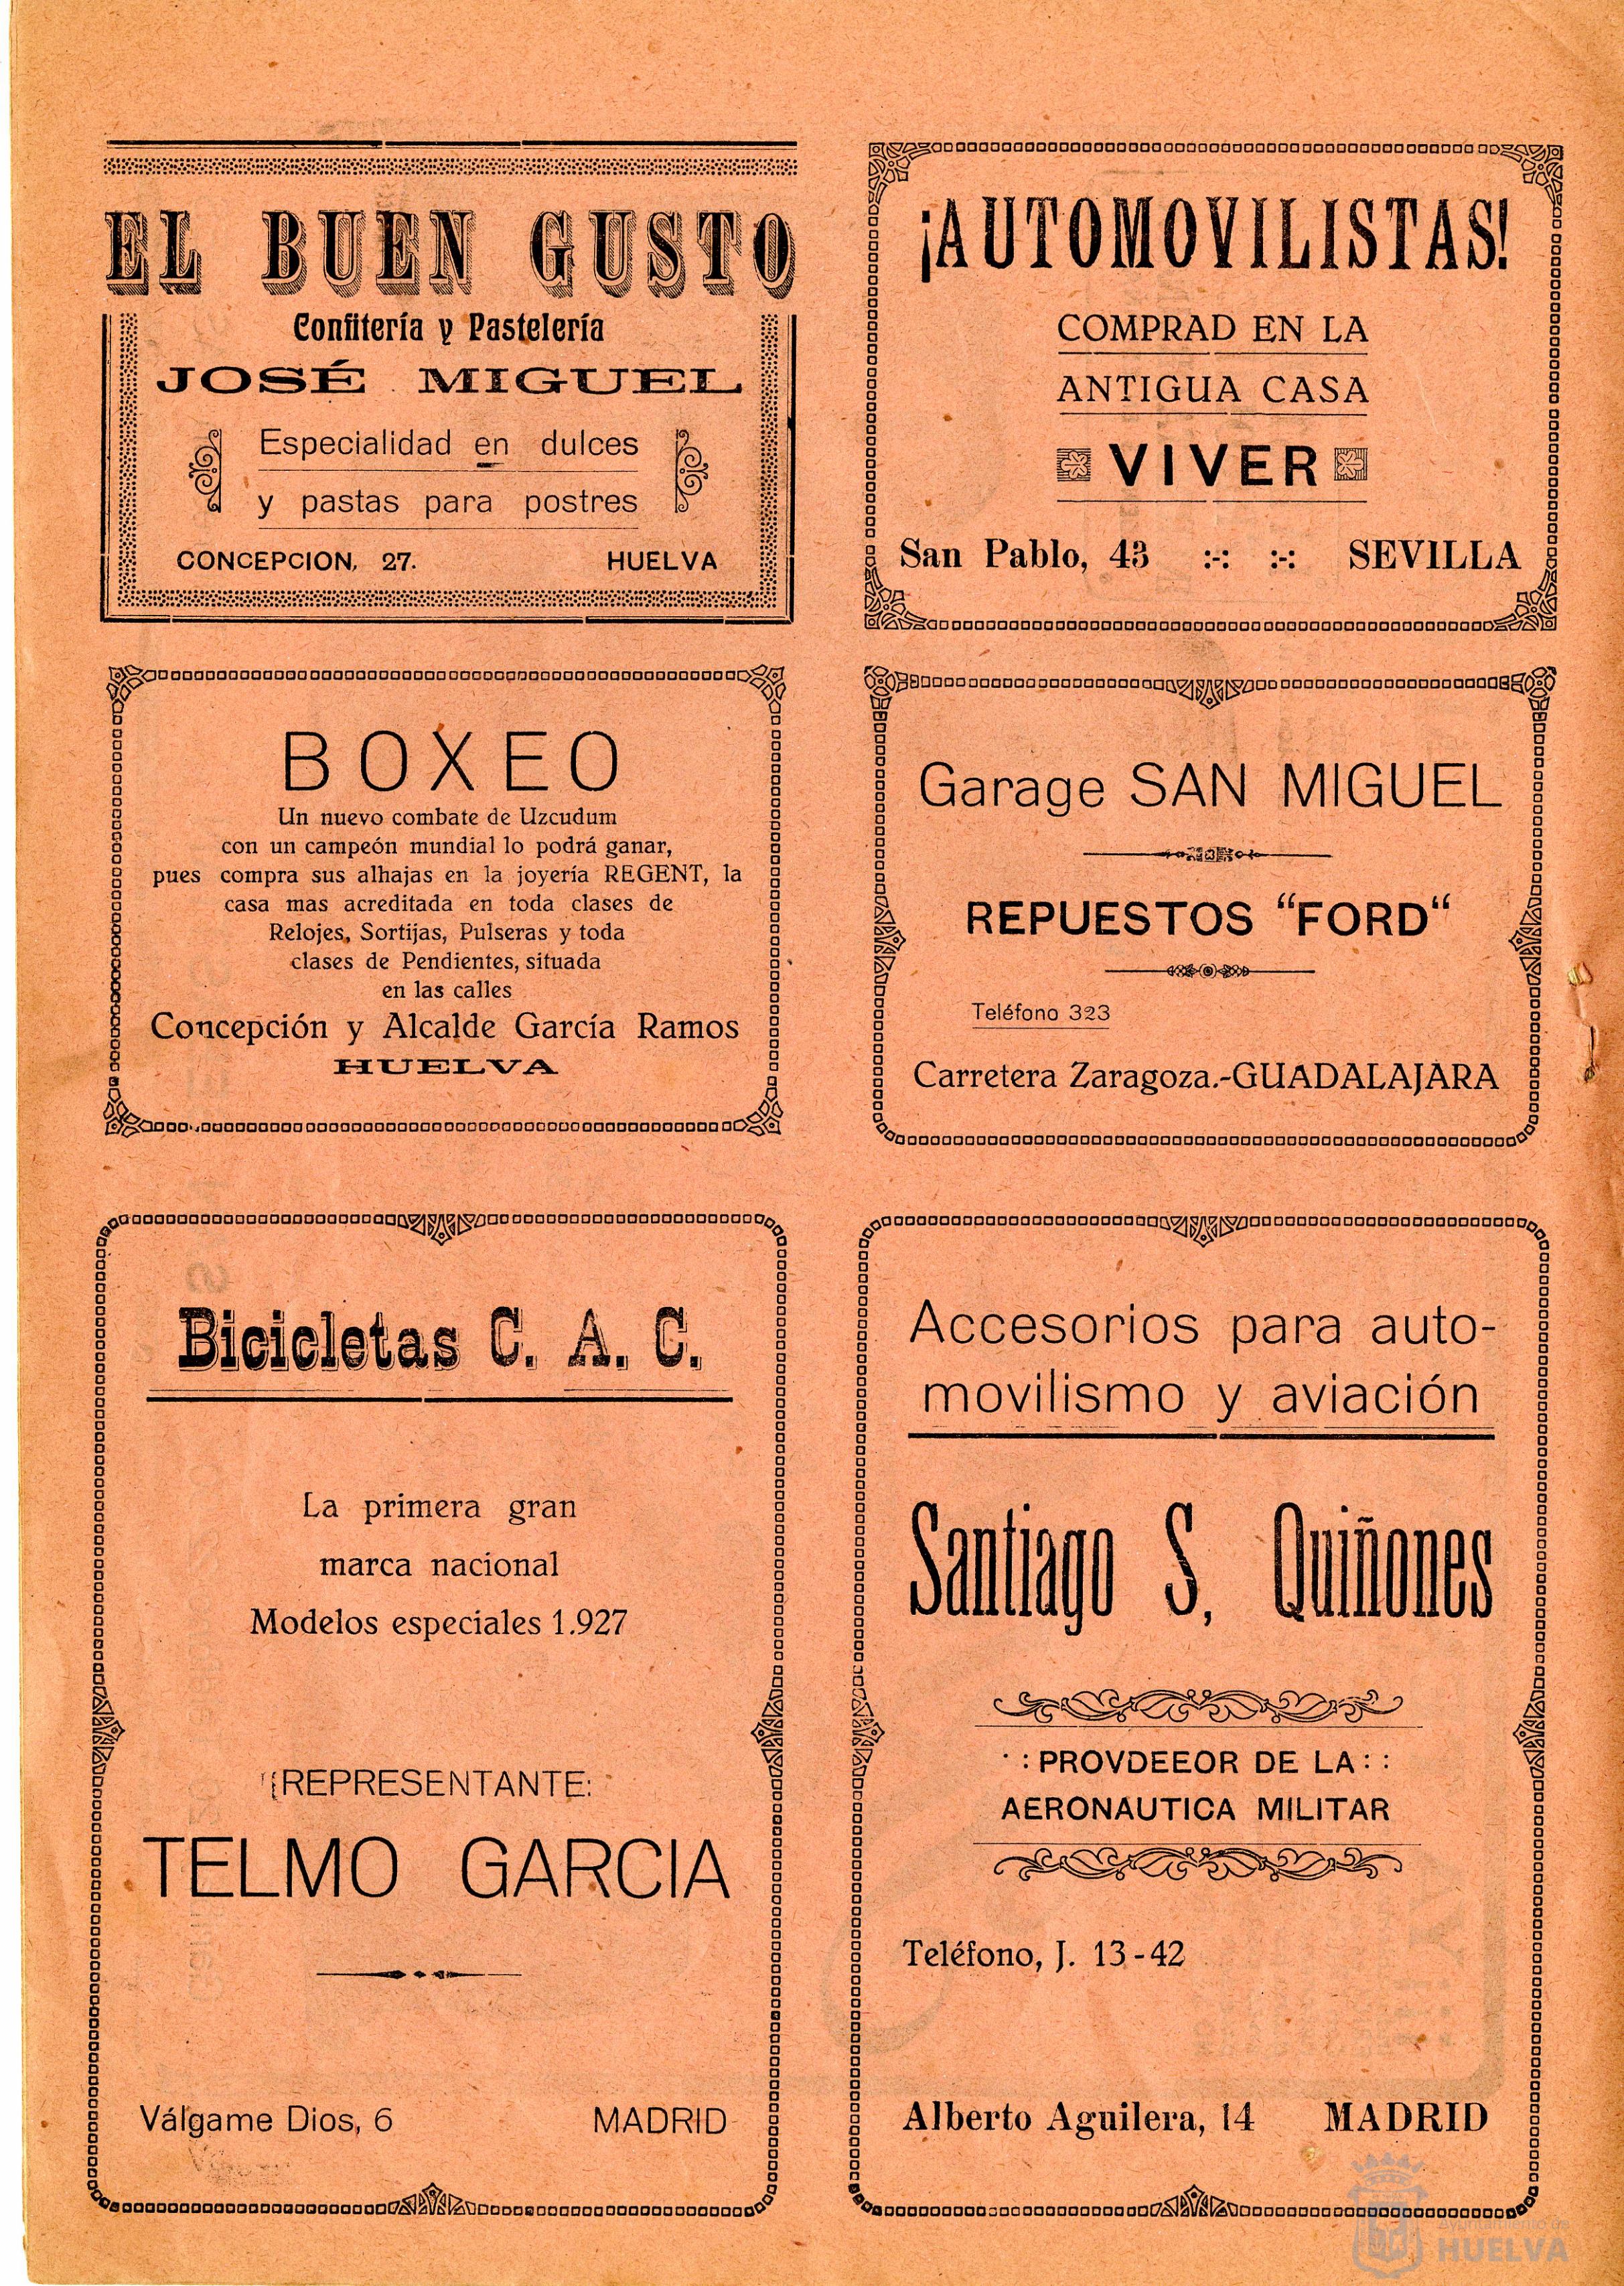 EL BUEN GUSTO
Confitería y Pastelería
JOSÉ MIGUEL
Especialidad en dulces
y pastas para postres
CONCEPCION, 27. HUELVA
¡AUTOMOVILISTAS!
COMPRAD EN LA
ANTIGUA CASA
VIVER
San Pablo, 43 :-: :-: SEVILLA
BOXEO
Un nuevo combate de Uzcudum
con un campeón mundial lo podrá ganar,
pues compra sus alhajas en la joyería REGENT, la
casa mas acreditada en toda clases de
Relojes, Sortijas, Pulseras y toda
clases de Pendientes, situada
en las calles
Concepción y Alcalde García Ramos
HUELVA
Garage SAN MIGUEL
REPUESTOS “FORD“
Teléfono 323
Carretera Zaragoza.-GUADALAJARA
Bicicletas C. A. C.
La primera gran
marca nacional
Modelos especiales 1.927
REPRESENTANTE:
TELMO GARCIA
Válgame Dios, 6 MADRID
Accesorios para auto-
movilismo y aviación
Santiago S, Quiñones
: : PROVDEEOR DE LA : :
AERONAUTICA MILITAR
Teléfono, J. 13-42
Alberto Aguilera, 14 MADRID
Ayuntamiento de
HUELVA